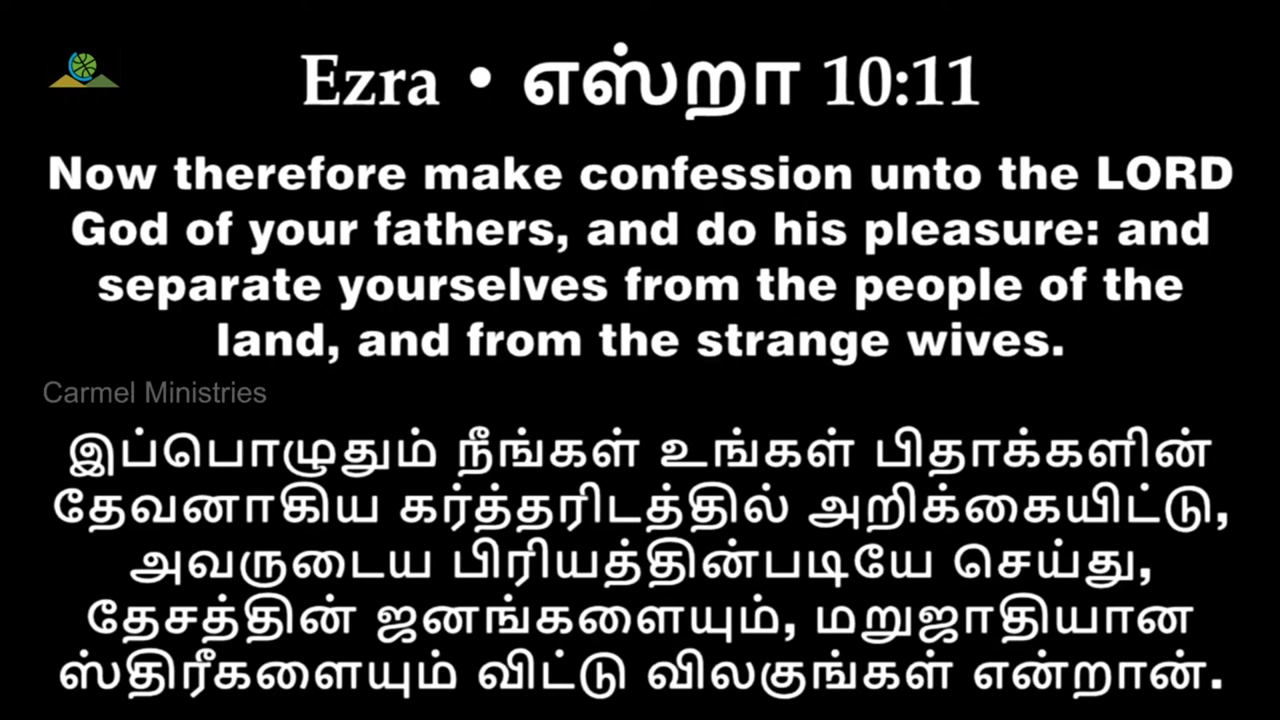 Ezra • எஸ்றா 10:11
Now therefore make confession unto the LORD
God of your fathers, and do his pleasure: and
separate yourselves from the people of the
land, and from the strange wives.
Carmel Ministries
இப்பொழுதும் நீங்கள் உங்கள் பிதாக்களின்
தேவனாகிய கர்த்தரிடத்தில் அறிக்கையிட்டு,
அவருடைய பிரியத்தின்படியே செய்து,
தேசத்தின் ஜனங்களையும், மறுஜாதியான
ஸ்திரீகளையும் விட்டு விலகுங்கள் என்றான்.